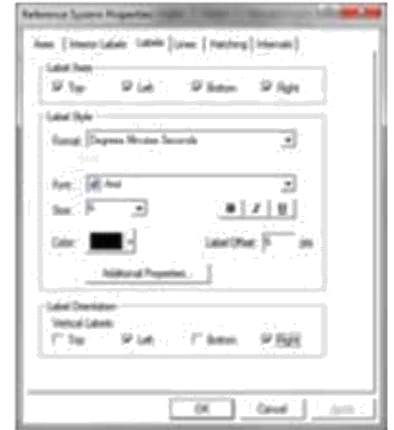 Reference System Properties
Axes Interior Labels Labels Lines Hatching Intervals
Label Axes
Top Left Bottom Right
Label Style
Format: Degrees Minutes Seconds
Font: Arial
Size: 6 B I U
Color: Label Offset: 6 pts
Additional Properties...
Label Orientation
Vertical Labels:
Top Left Bottom Right
OK Cancel Apply